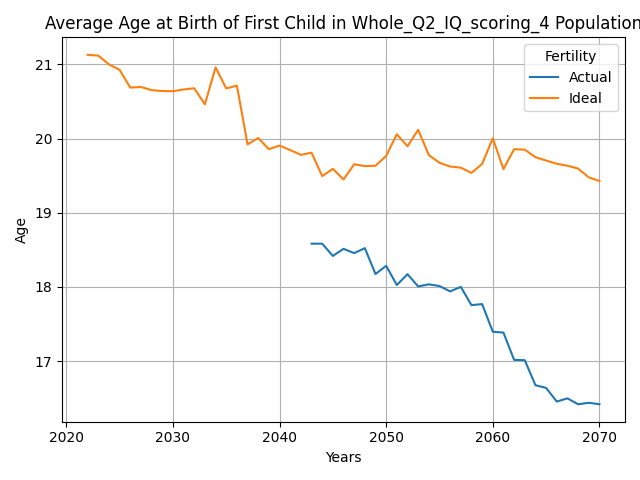 Average Age at Birth of First Child in Whole_Q2_IQ_scoring_4 Population
Fertility
Actual
Ideal
21
20
19
18
17
Age
2020 2030 2040 2050 2060 2070
Years